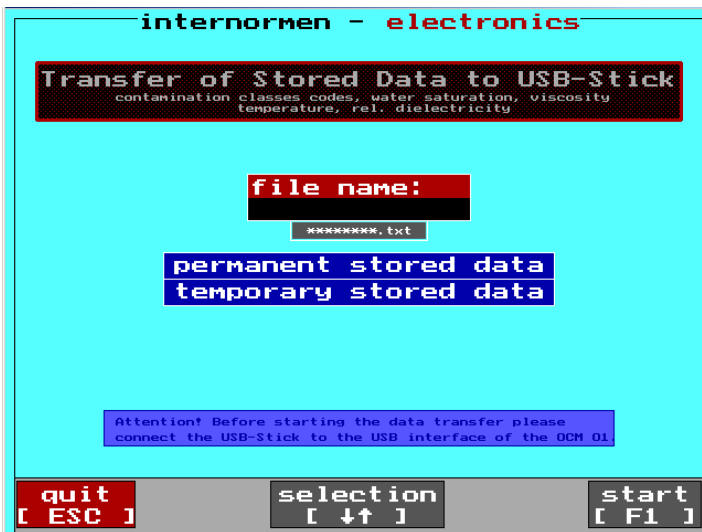 internormen - electronics
Transfer of Stored Data to USB-Stick
contamination classes codes, water saturation, viscosity
temperature, rel. dielectricity
file name:
********.txt
permanent stored data
temporary stored data
Attention! Before starting the data transfer please
connect the USB-Stick to the USB interface of the OCM 01.
quit selection start
[ ESC ] [ ↓↑ ] [ F1 ]